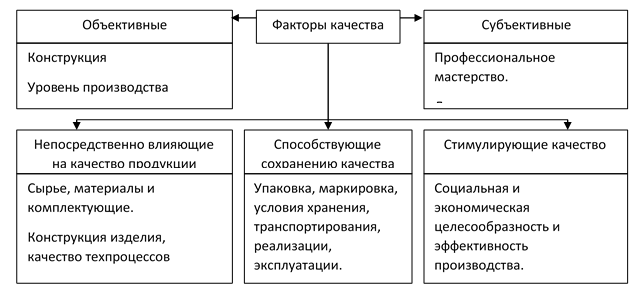 Объективные
Факторы качества
Субъективные
Конструкция
Уровень производства
Профессиональное
мастерство.
Непосредственно влияющие
на качество продукции
Способствующие
сохранению качества
Стимулирующие качество
Сырье, материалы и
комплектующие.
Конструкция изделия,
качество техпроцессов
Упаковка, маркировка,
условия хранения,
транспортирования,
реализации,
эксплуатации.
Социальная и
экономическая
целесообразность и
эффективность
производства.